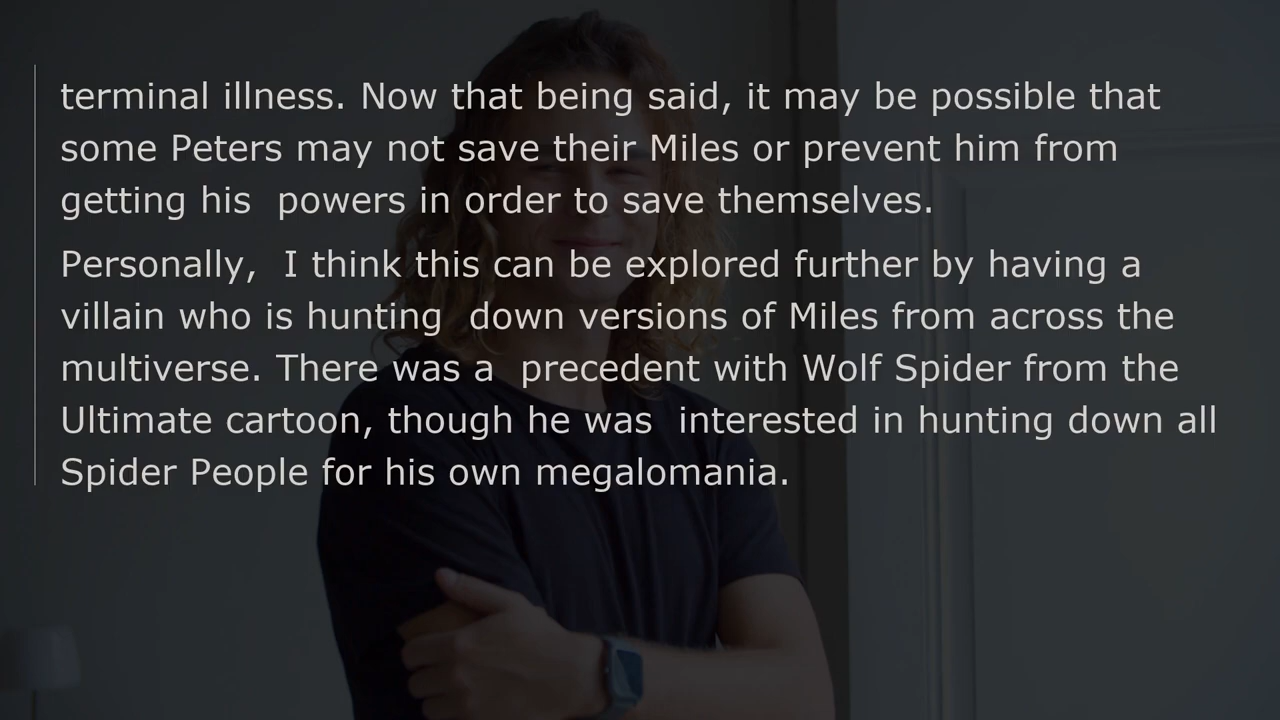 terminal illness. Now that being said, it may be possible that
some Peters may not save their Miles or prevent him from
getting his  powers in order to save themselves.
Personally,  I think this can be explored further by having a
villain who is hunting  down versions of Miles from across the
multiverse. There was a  precedent with Wolf Spider from the
Ultimate cartoon, though he was  interested in hunting down all
Spider People for his own megalomania.